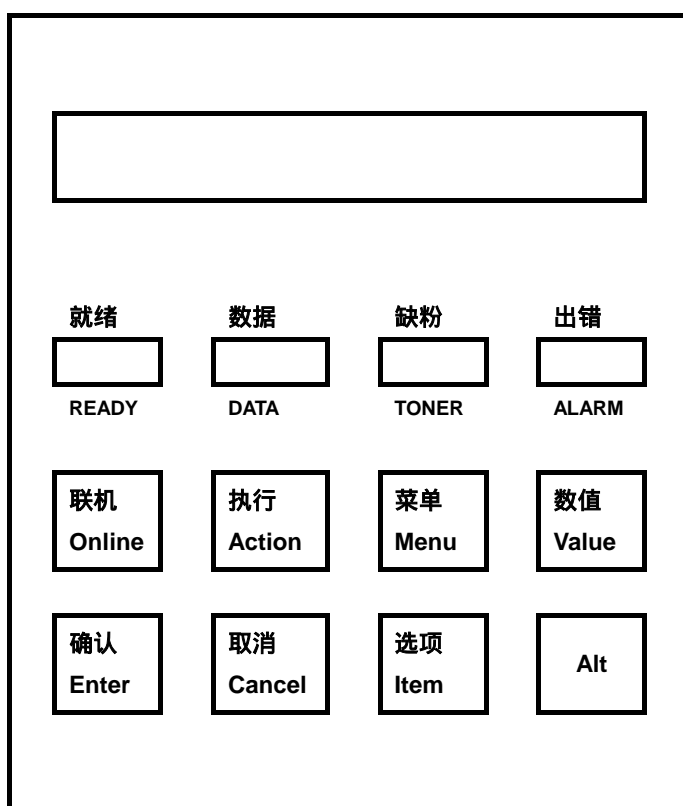 就绪 数据 缺粉 出错
READY DATA TONER ALARM
联机 执行 菜单 数值
Online Action Menu Value
确认 取消 选项
Enter Cancel Item Alt